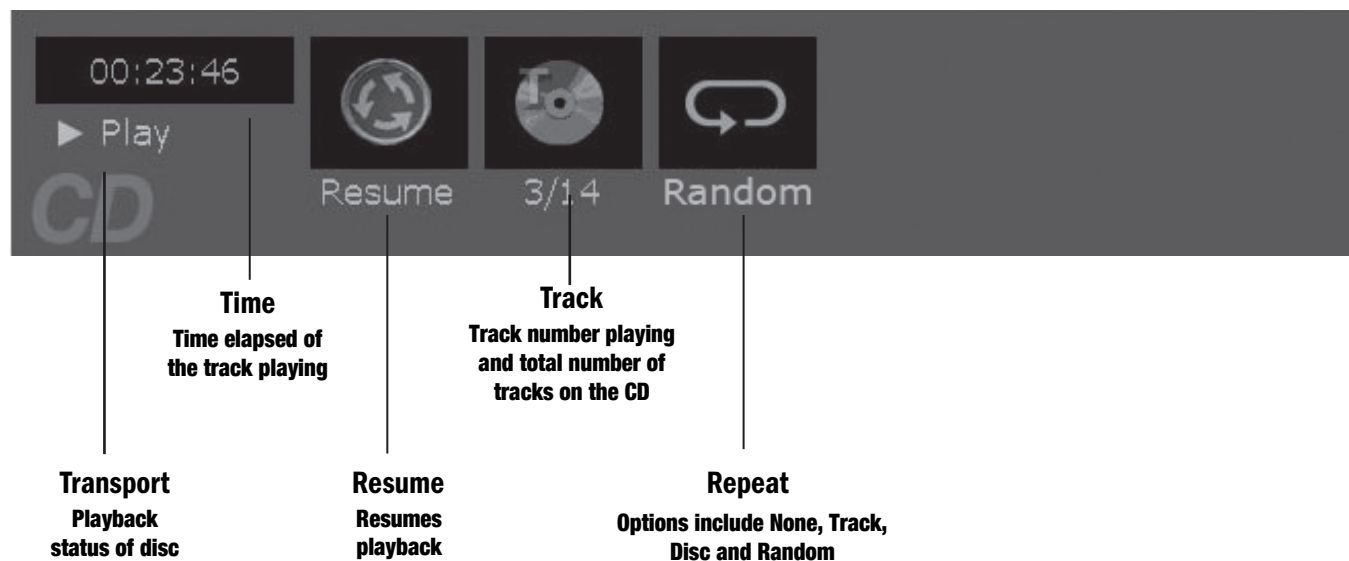 00:23:46
▶ Play
CD
Resume
T
3/14
Random
Time
Time elapsed of
the track playing
Track
Track number playing
and total number of
tracks on the CD
Transport
Playback
status of disc
Resume
Resumes
playback
Repeat
Options include None, Track,
Disc and Random